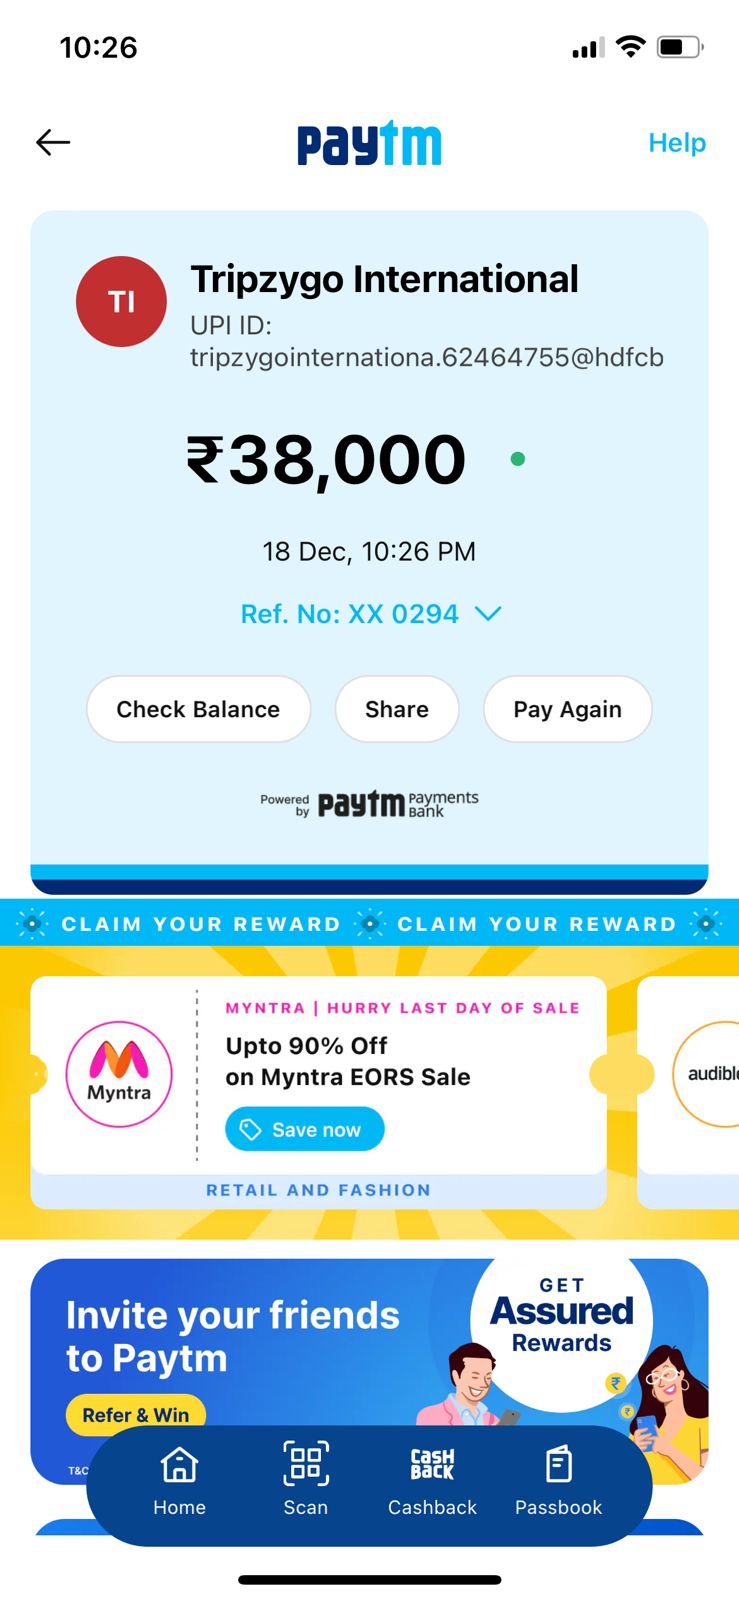 10:26
paytm
Help
TI
Tripzygo International
UPI ID:
tripzygointernationa.62464755@hdfcb
₹38,000
18 Dec, 10:26 PM
Ref. No: XX 0294
Check Balance
Share
Pay Again
Powered by paytm Payments Bank
CLAIM YOUR REWARD CLAIM YOUR REWARD
MYNTRA | HURRY LAST DAY OF SALE
Upto 90% Off
on Myntra EORS Sale
Myntra
Save now
RETAIL AND FASHION
audible
GET
Assured
Rewards
Invite your friends
to Paytm
Refer & Win
T&C
CASH
BACK
Home
Scan
Cashback
Passbook